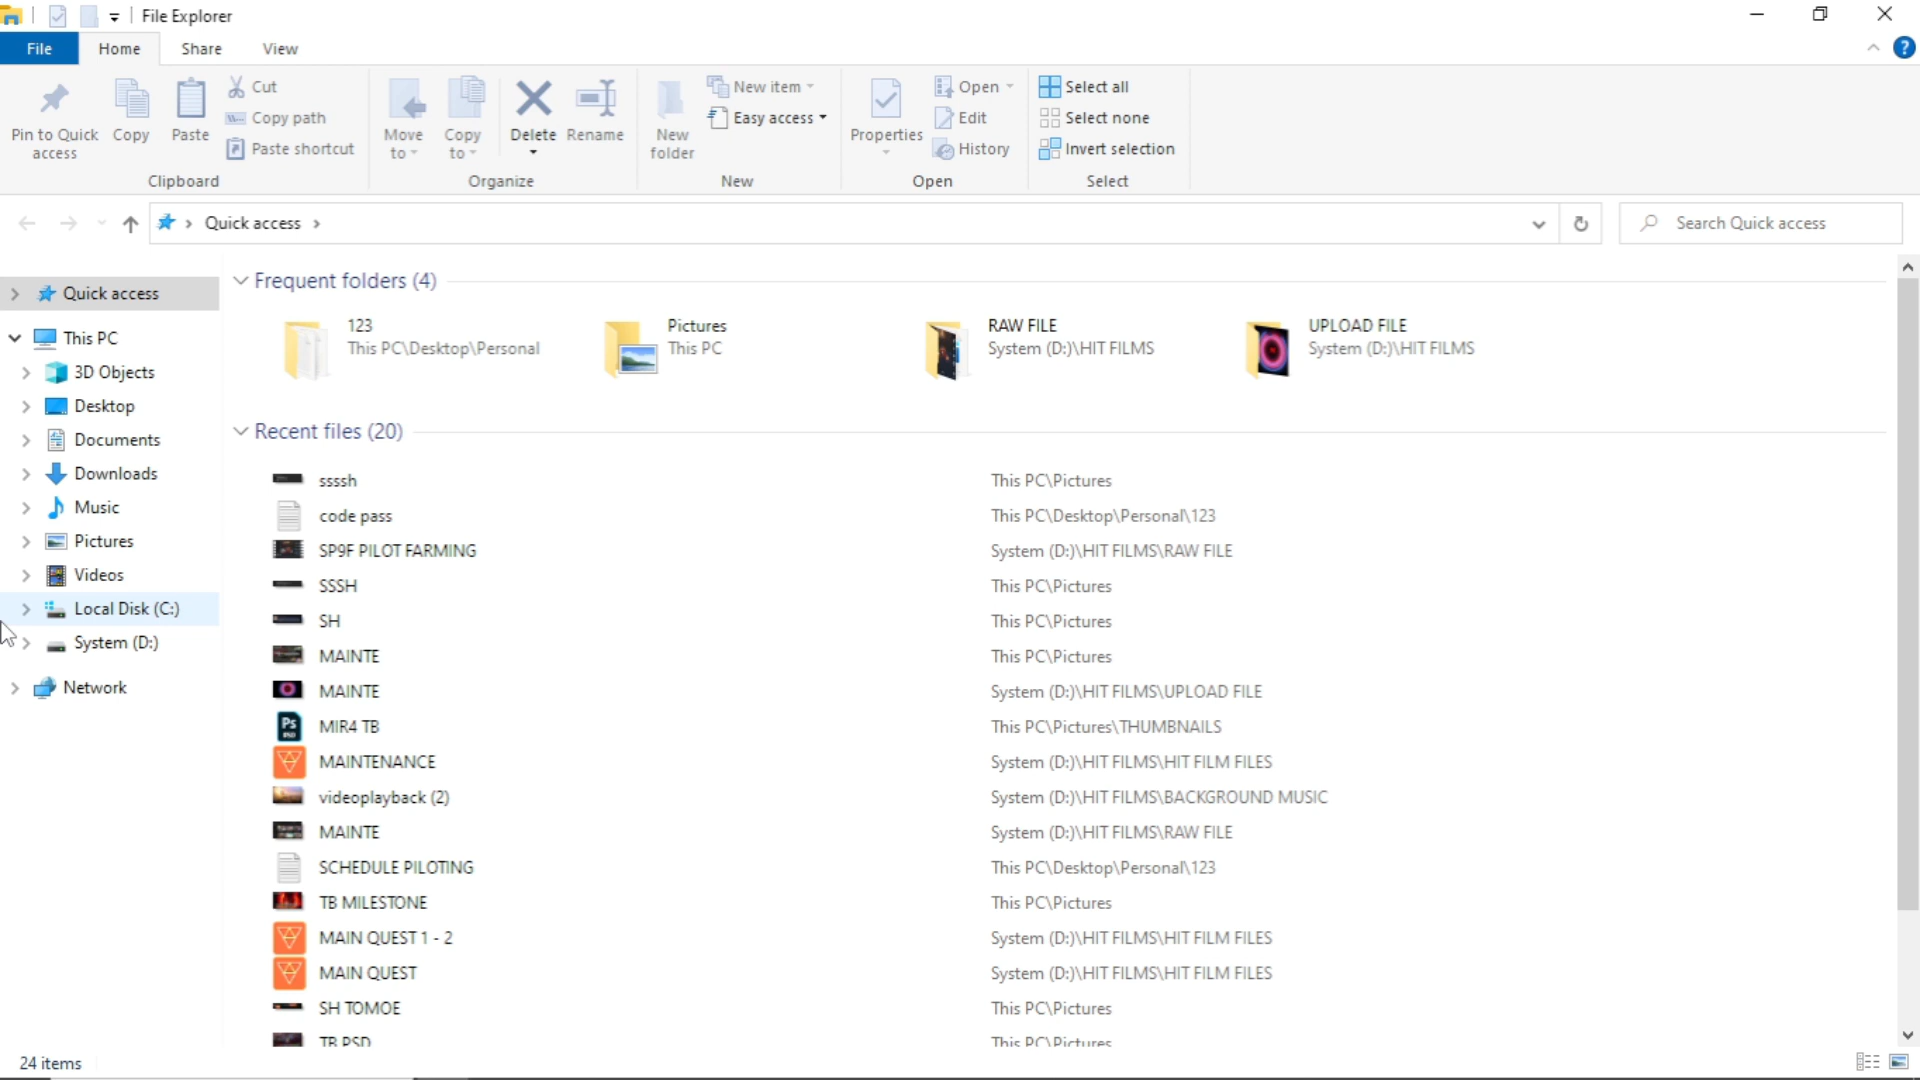 File Explorer
File Home Share View
Pin to Quick access
Copy
Paste
Cut
Copy path
Paste shortcut
Clipboard
Move to
Copy to
Delete
Rename
Organize
New folder
New item
Easy access
New
Properties
Open
Edit
History
Open
Select all
Select none
Invert selection
Select
Quick access
Search Quick access
Quick access
This PC
3D Objects
Desktop
Documents
Downloads
Music
Pictures
Videos
Local Disk (C:)
System (D:)
Network
Frequent folders (4)
123
This PC\Desktop\Personal
Pictures
This PC
RAW FILE
System (D:)\HIT FILMS
UPLOAD FILE
System (D:)\HIT FILMS
Recent files (20)
ssssh This PC\Pictures
code pass This PC\Desktop\Personal\123
SP9F PILOT FARMING System (D:)\HIT FILMS\RAW FILE
SSSH This PC\Pictures
SH This PC\Pictures
MAINTE This PC\Pictures
MAINTE System (D:)\HIT FILMS\UPLOAD FILE
Ps MIR4 TB This PC\Pictures\THUMBNAILS
MAINTENANCE System (D:)\HIT FILMS\HIT FILM FILES
videoplayback (2) System (D:)\HIT FILMS\BACKGROUND MUSIC
MAINTE System (D:)\HIT FILMS\RAW FILE
SCHEDULE PILOTING This PC\Desktop\Personal\123
TB MILESTONE This PC\Pictures
MAIN QUEST 1 - 2 System (D:)\HIT FILMS\HIT FILM FILES
MAIN QUEST System (D:)\HIT FILMS\HIT FILM FILES
SH TOMOE This PC\Pictures
TB PSD This PC\Pictures
24 items